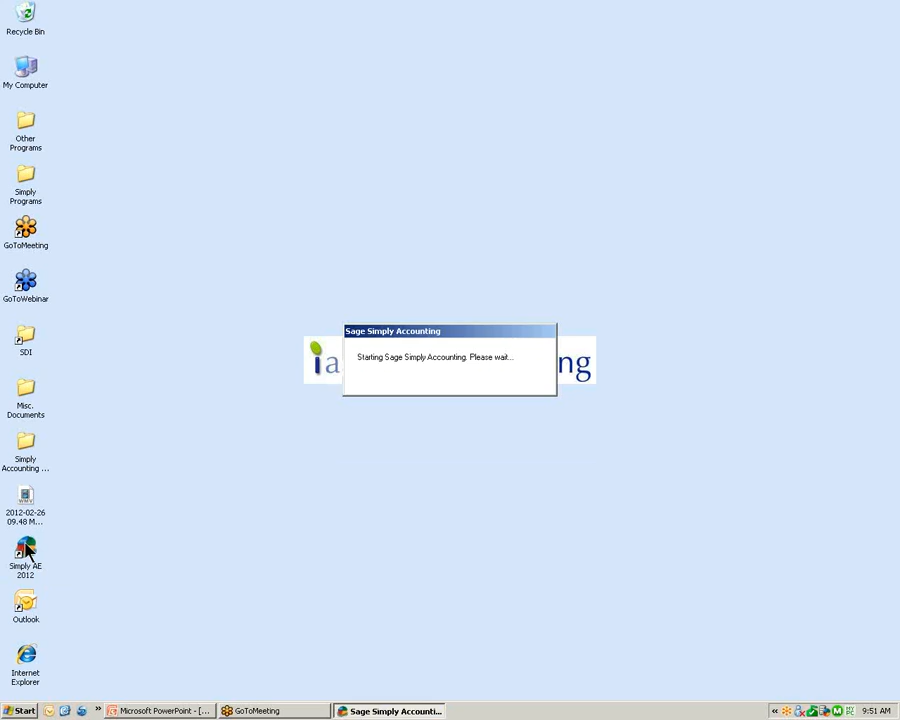 Recycle Bin
My Computer
Other
Programs
Simply
Programs
GoToMeeting
GoToWebinar
SDI
Misc.
Documents
Simply
Accounting ...
WMV
2012-02-26
09.48 M...
Simply AE
2012
Outlook
Internet
Explorer
Sage Simply Accounting
Starting Sage Simply Accounting. Please wait...
ia
ng
Start
»
Microsoft PowerPoint - [...
GoToMeeting
Sage Simply Accounti...
«
9:51 AM